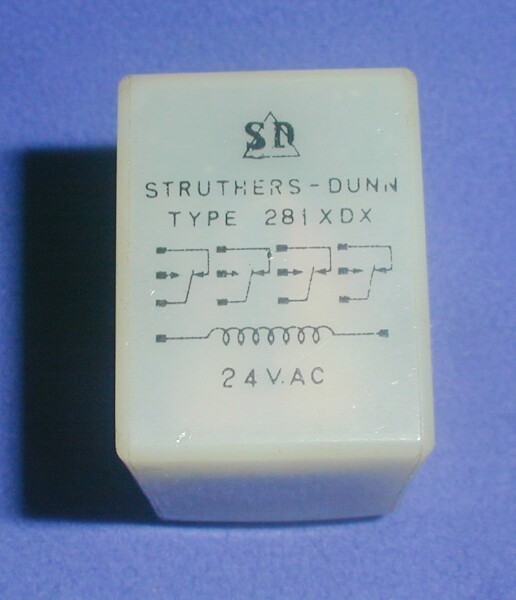 SD
STRUTHERS-DUNN
TYPE 281XDX
24V.AC